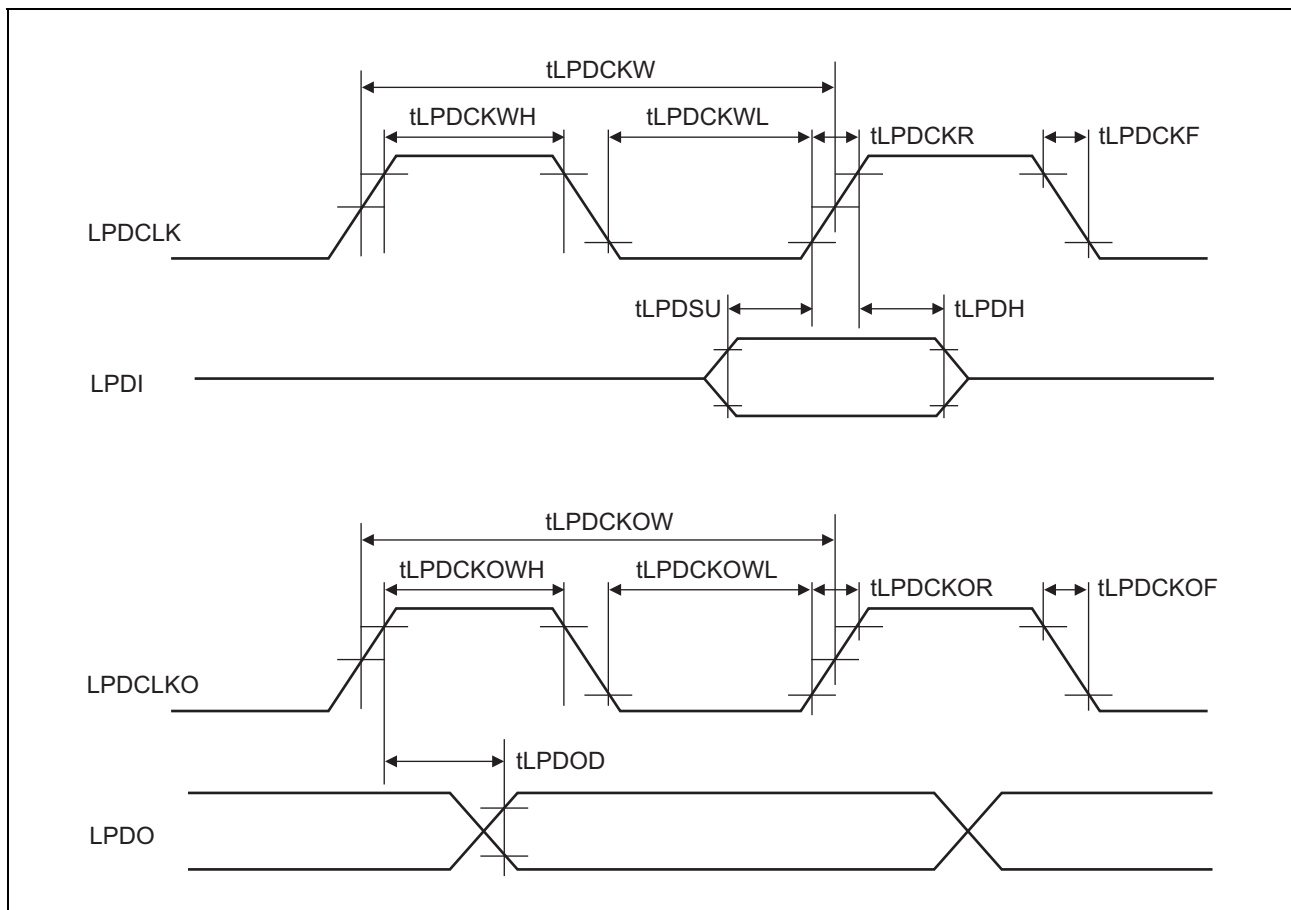 tLPDCKW
tLPDCKWH tLPDCKWL tLPDCKR tLPDCKF
LPDCLK
tLPDSU tLPDH
LPDI
tLPDCKOW
tLPDCKOWH tLPDCKOWL tLPDCKOR tLPDCKOF
LPDCLKO
tLPDOD
LPDO